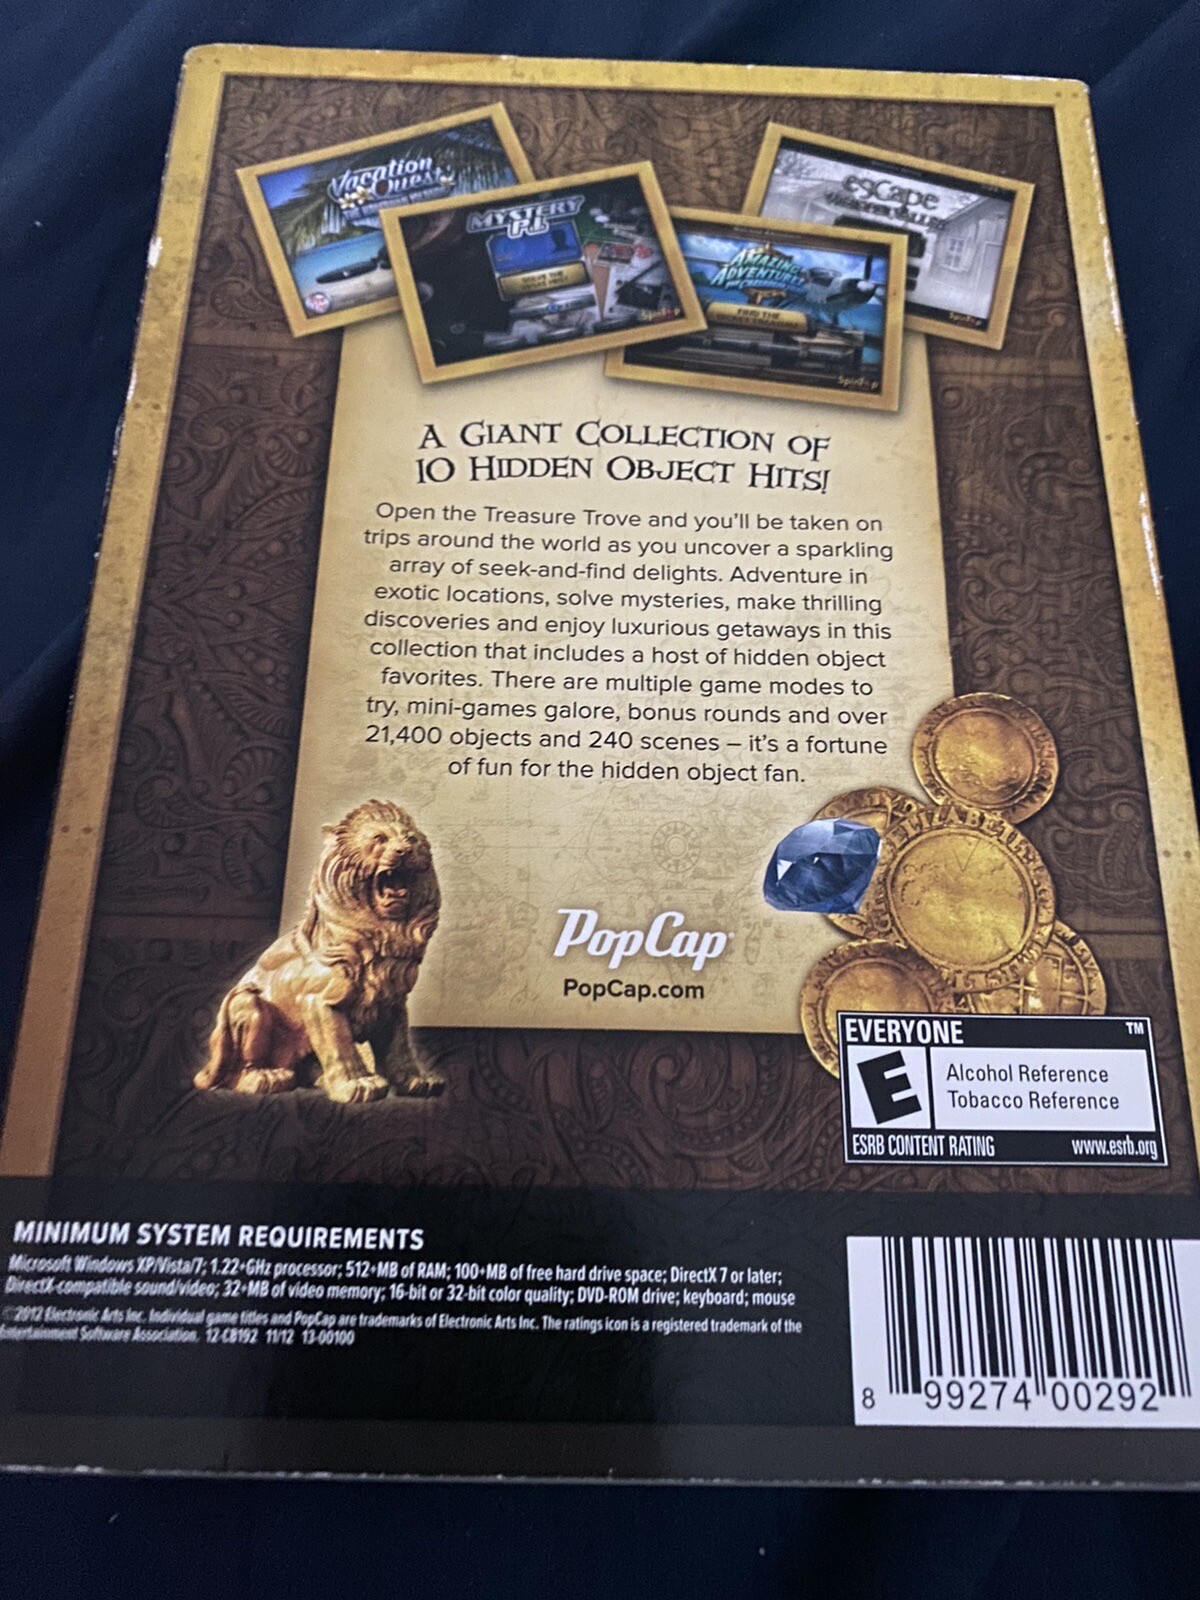 Vacation
Quest
MYSTERY
P.I.
SpinTop
AMAZING
ADVENTURES
FIND THE
SpinTop
escape
SpinTop
A GIANT COLLECTION OF
10 HIDDEN OBJECT HITS!
Open the Treasure Trove and you'll be taken on
trips around the world as you uncover a sparkling
array of seek-and-find delights. Adventure in
exotic locations, solve mysteries, make thrilling
discoveries and enjoy luxurious getaways in this
collection that includes a host of hidden object
favorites. There are multiple game modes to
try, mini-games galore, bonus rounds and over
21,400 objects and 240 scenes – it's a fortune
of fun for the hidden object fan.
PopCap
PopCap.com
EVERYONE TM
E
Alcohol Reference
Tobacco Reference
ESRB CONTENT RATING www.esrb.org
MINIMUM SYSTEM REQUIREMENTS
Microsoft Windows XP/Vista/7; 1.22+GHz processor; 512+MB of RAM; 100+MB of free hard drive space; DirectX 7 or later;
DirectX-compatible sound/video; 32+MB of video memory; 16-bit or 32-bit color quality; DVD-ROM drive; keyboard; mouse
© 2012 Electronic Arts Inc. Individual game titles and PopCap are trademarks of Electronic Arts Inc. The ratings icon is a registered trademark of the
Entertainment Software Association. 12-C8192 11/12 13-00100
8 99274 00292